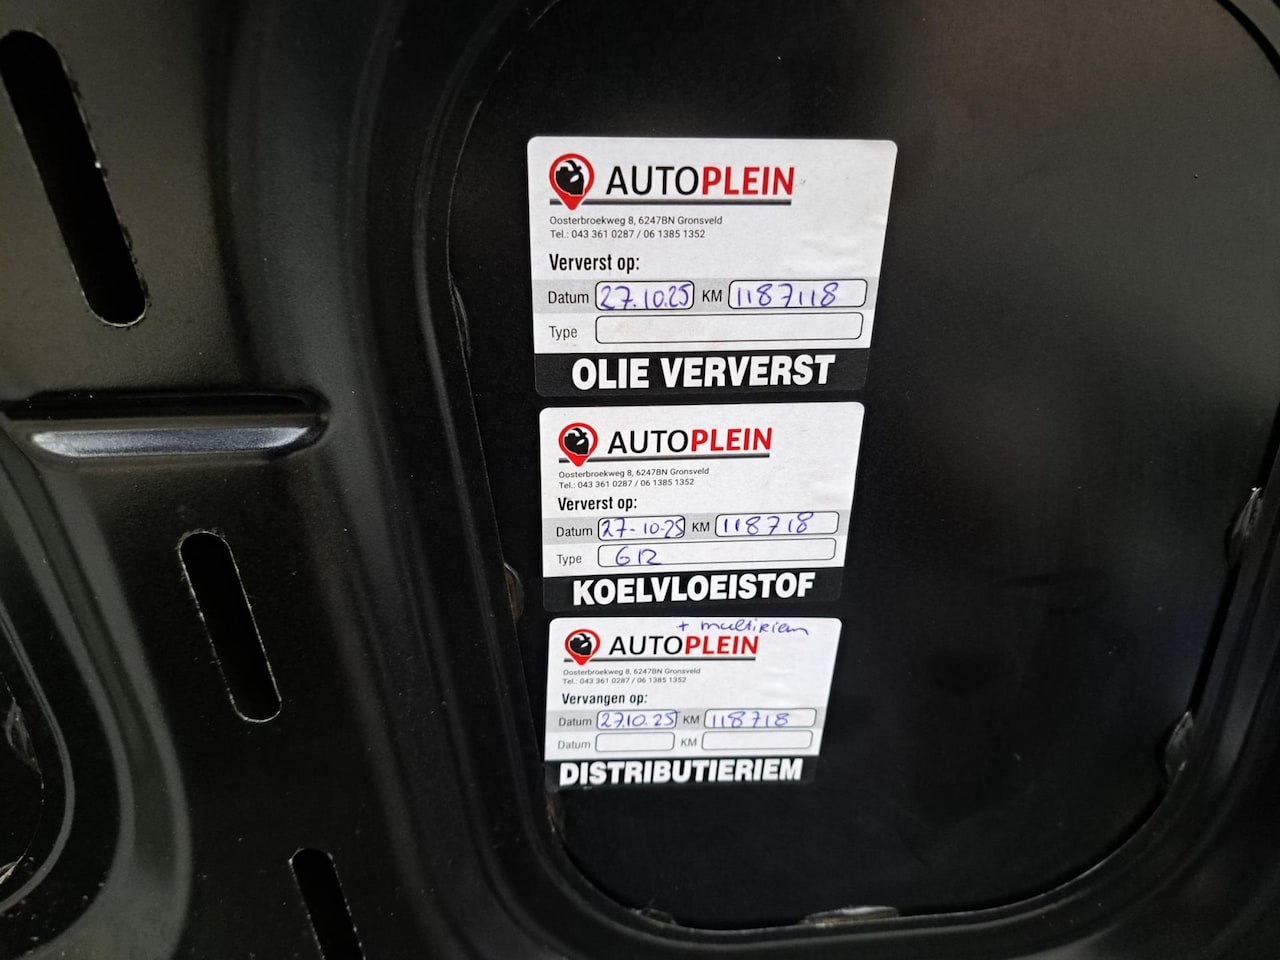 AUTOPLEIN
Oosterbroekweg 8, 6247BN Gronsveld
Tel.: 043 361 0287 / 06 1385 1352
Ververst op:
Datum 27.10.25 KM 1187118
Type
OLIE VERVERST
AUTOPLEIN
Oosterbroekweg 8, 6247BN Gronsveld
Tel.: 043 361 0287 / 06 1385 1352
Ververst op:
Datum 27-10-25 KM 118718
Type G12
KOELVLOEISTOF
+ multiriem
AUTOPLEIN
Oosterbroekweg 8, 6247BN Gronsveld
Tel.: 043 361 0287 / 06 1385 1352
Vervangen op:
Datum 27.10.25 KM 118718
Datum KM
DISTRIBUTIERIEM